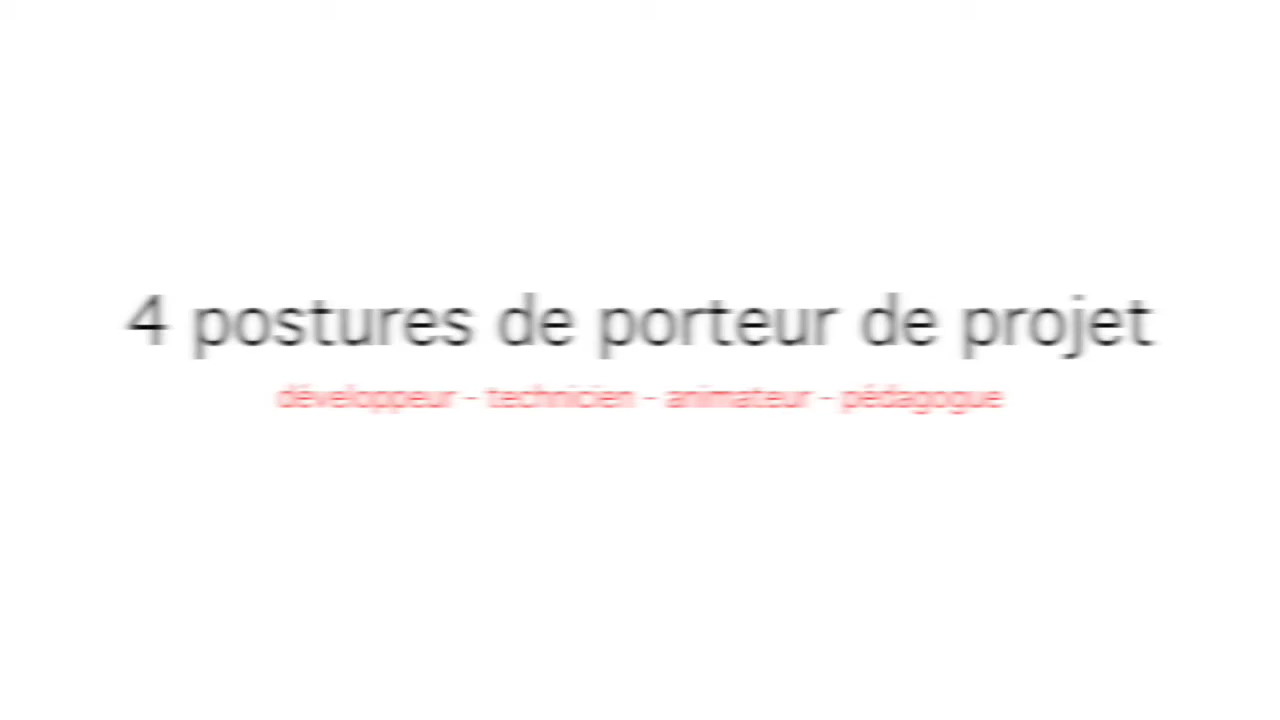 4 postures de porteur de projet
développeur - technicien - animateur - pédagogue